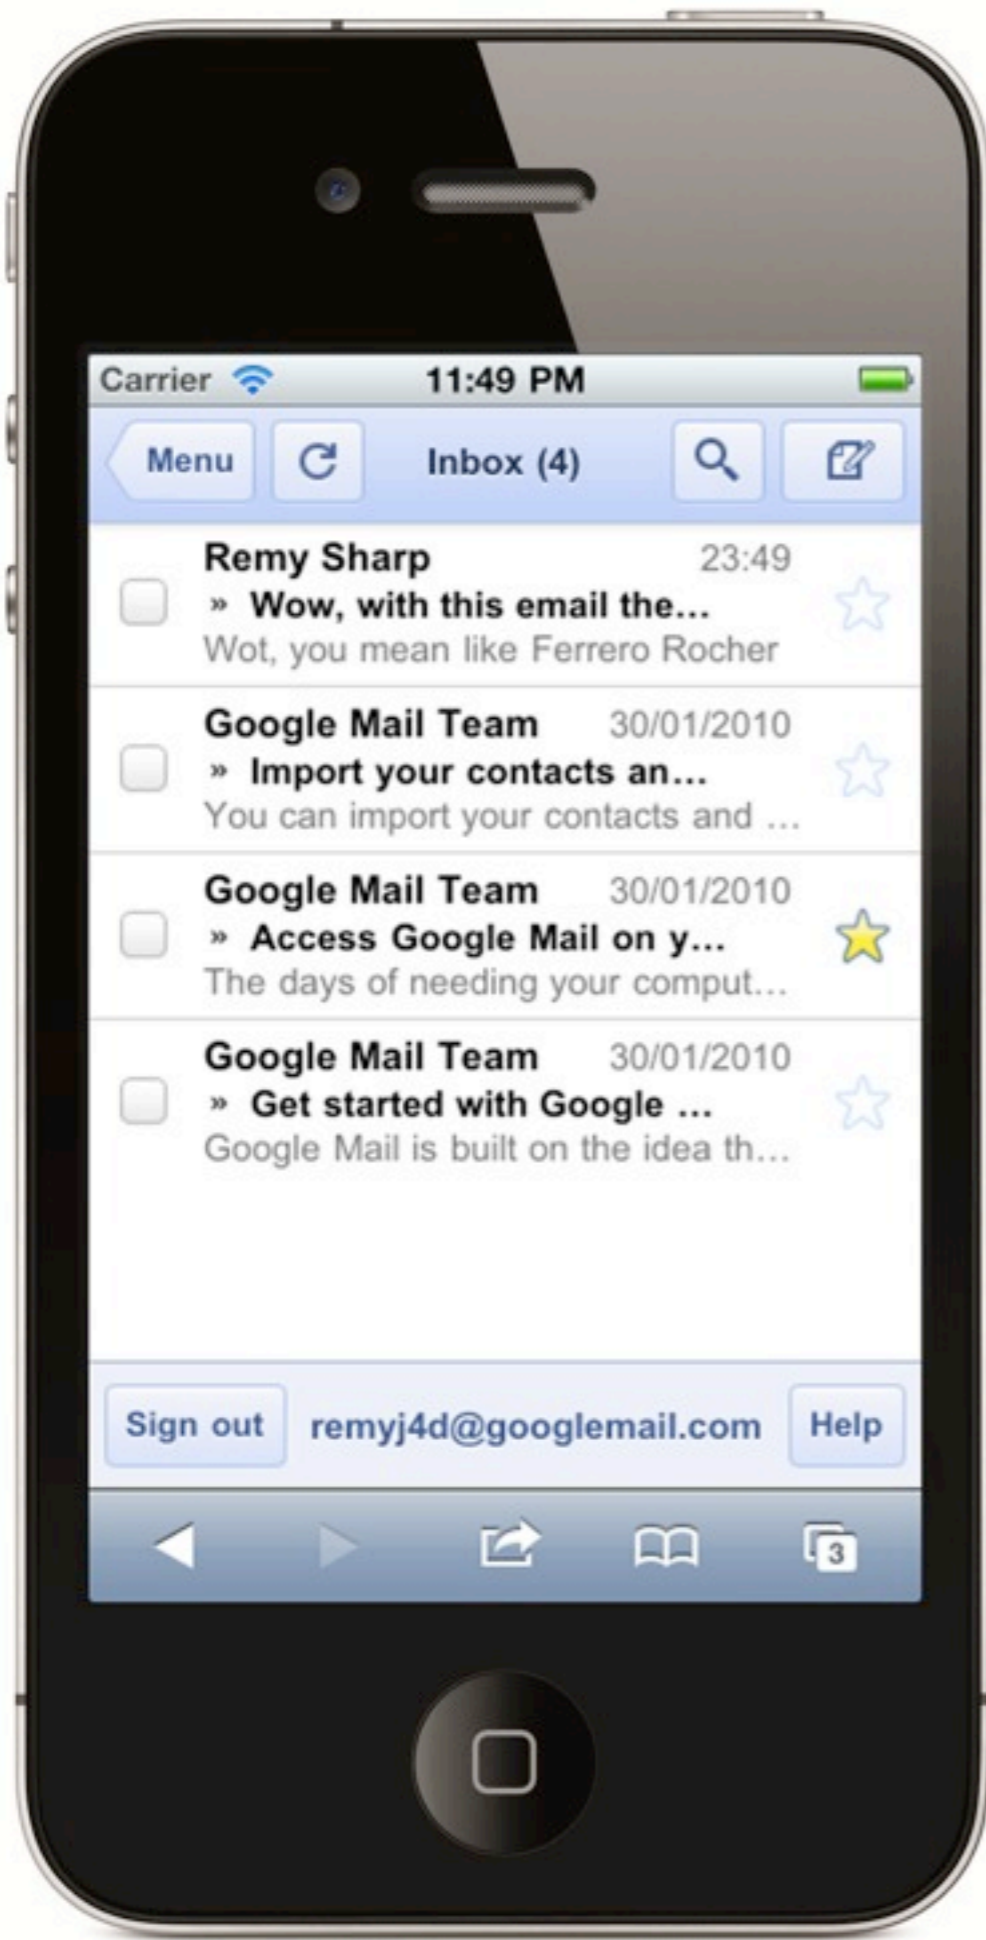 Carrier 11:49 PM
Menu Inbox (4)
Remy Sharp 23:49
» Wow, with this email the...
Wot, you mean like Ferrero Rocher
Google Mail Team 30/01/2010
» Import your contacts an...
You can import your contacts and ...
Google Mail Team 30/01/2010
» Access Google Mail on y...
The days of needing your comput...
Google Mail Team 30/01/2010
» Get started with Google ...
Google Mail is built on the idea th...
Sign out remyj4d@googlemail.com Help
3